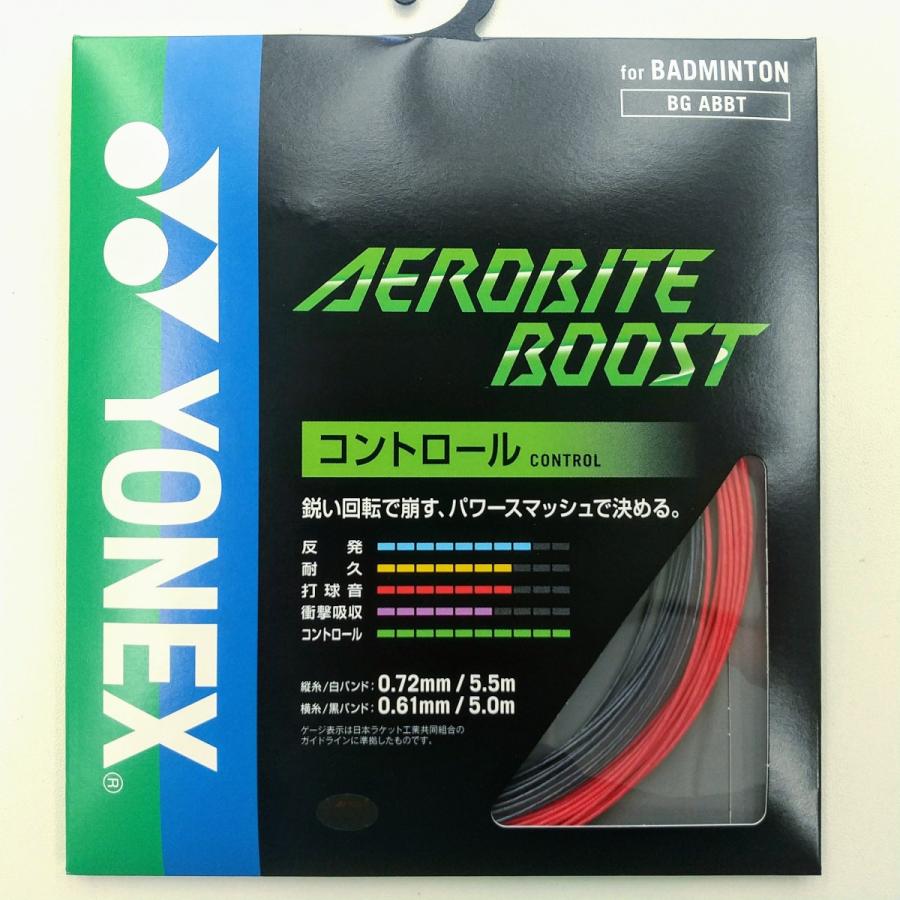 for BADMINTON
BG ABBT
YONEX®
AEROBITE
BOOST
コントロール CONTROL
鋭い回転で崩す、パワースマッシュで決める。
反発
耐久
打球音
衝撃吸収
コントロール
縦糸/白バンド:0.72mm/5.5m
横糸/黒バンド:0.61mm/5.0m
ゲージ表示は日本ラケット工業共同組合の
ガイドラインに準拠したものです。